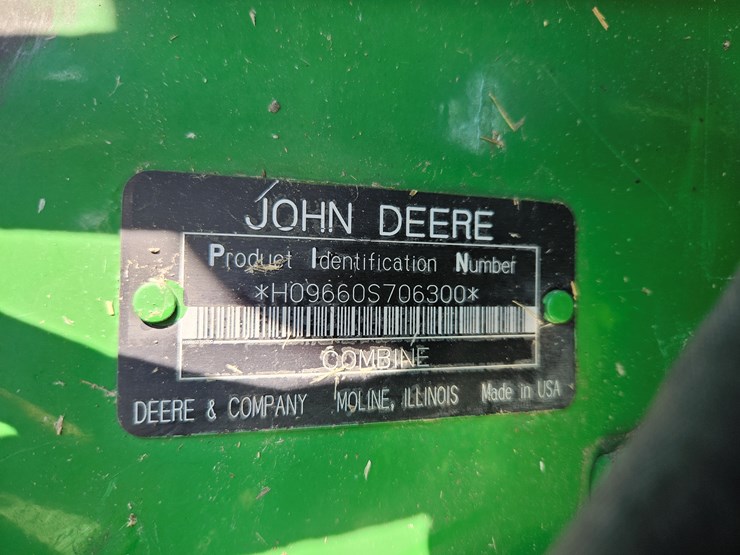 JOHN DEERE
Product Identification Number
*H09660S706300*
COMBINE
DEERE & COMPANY MOLINE, ILLINOIS Made in USA